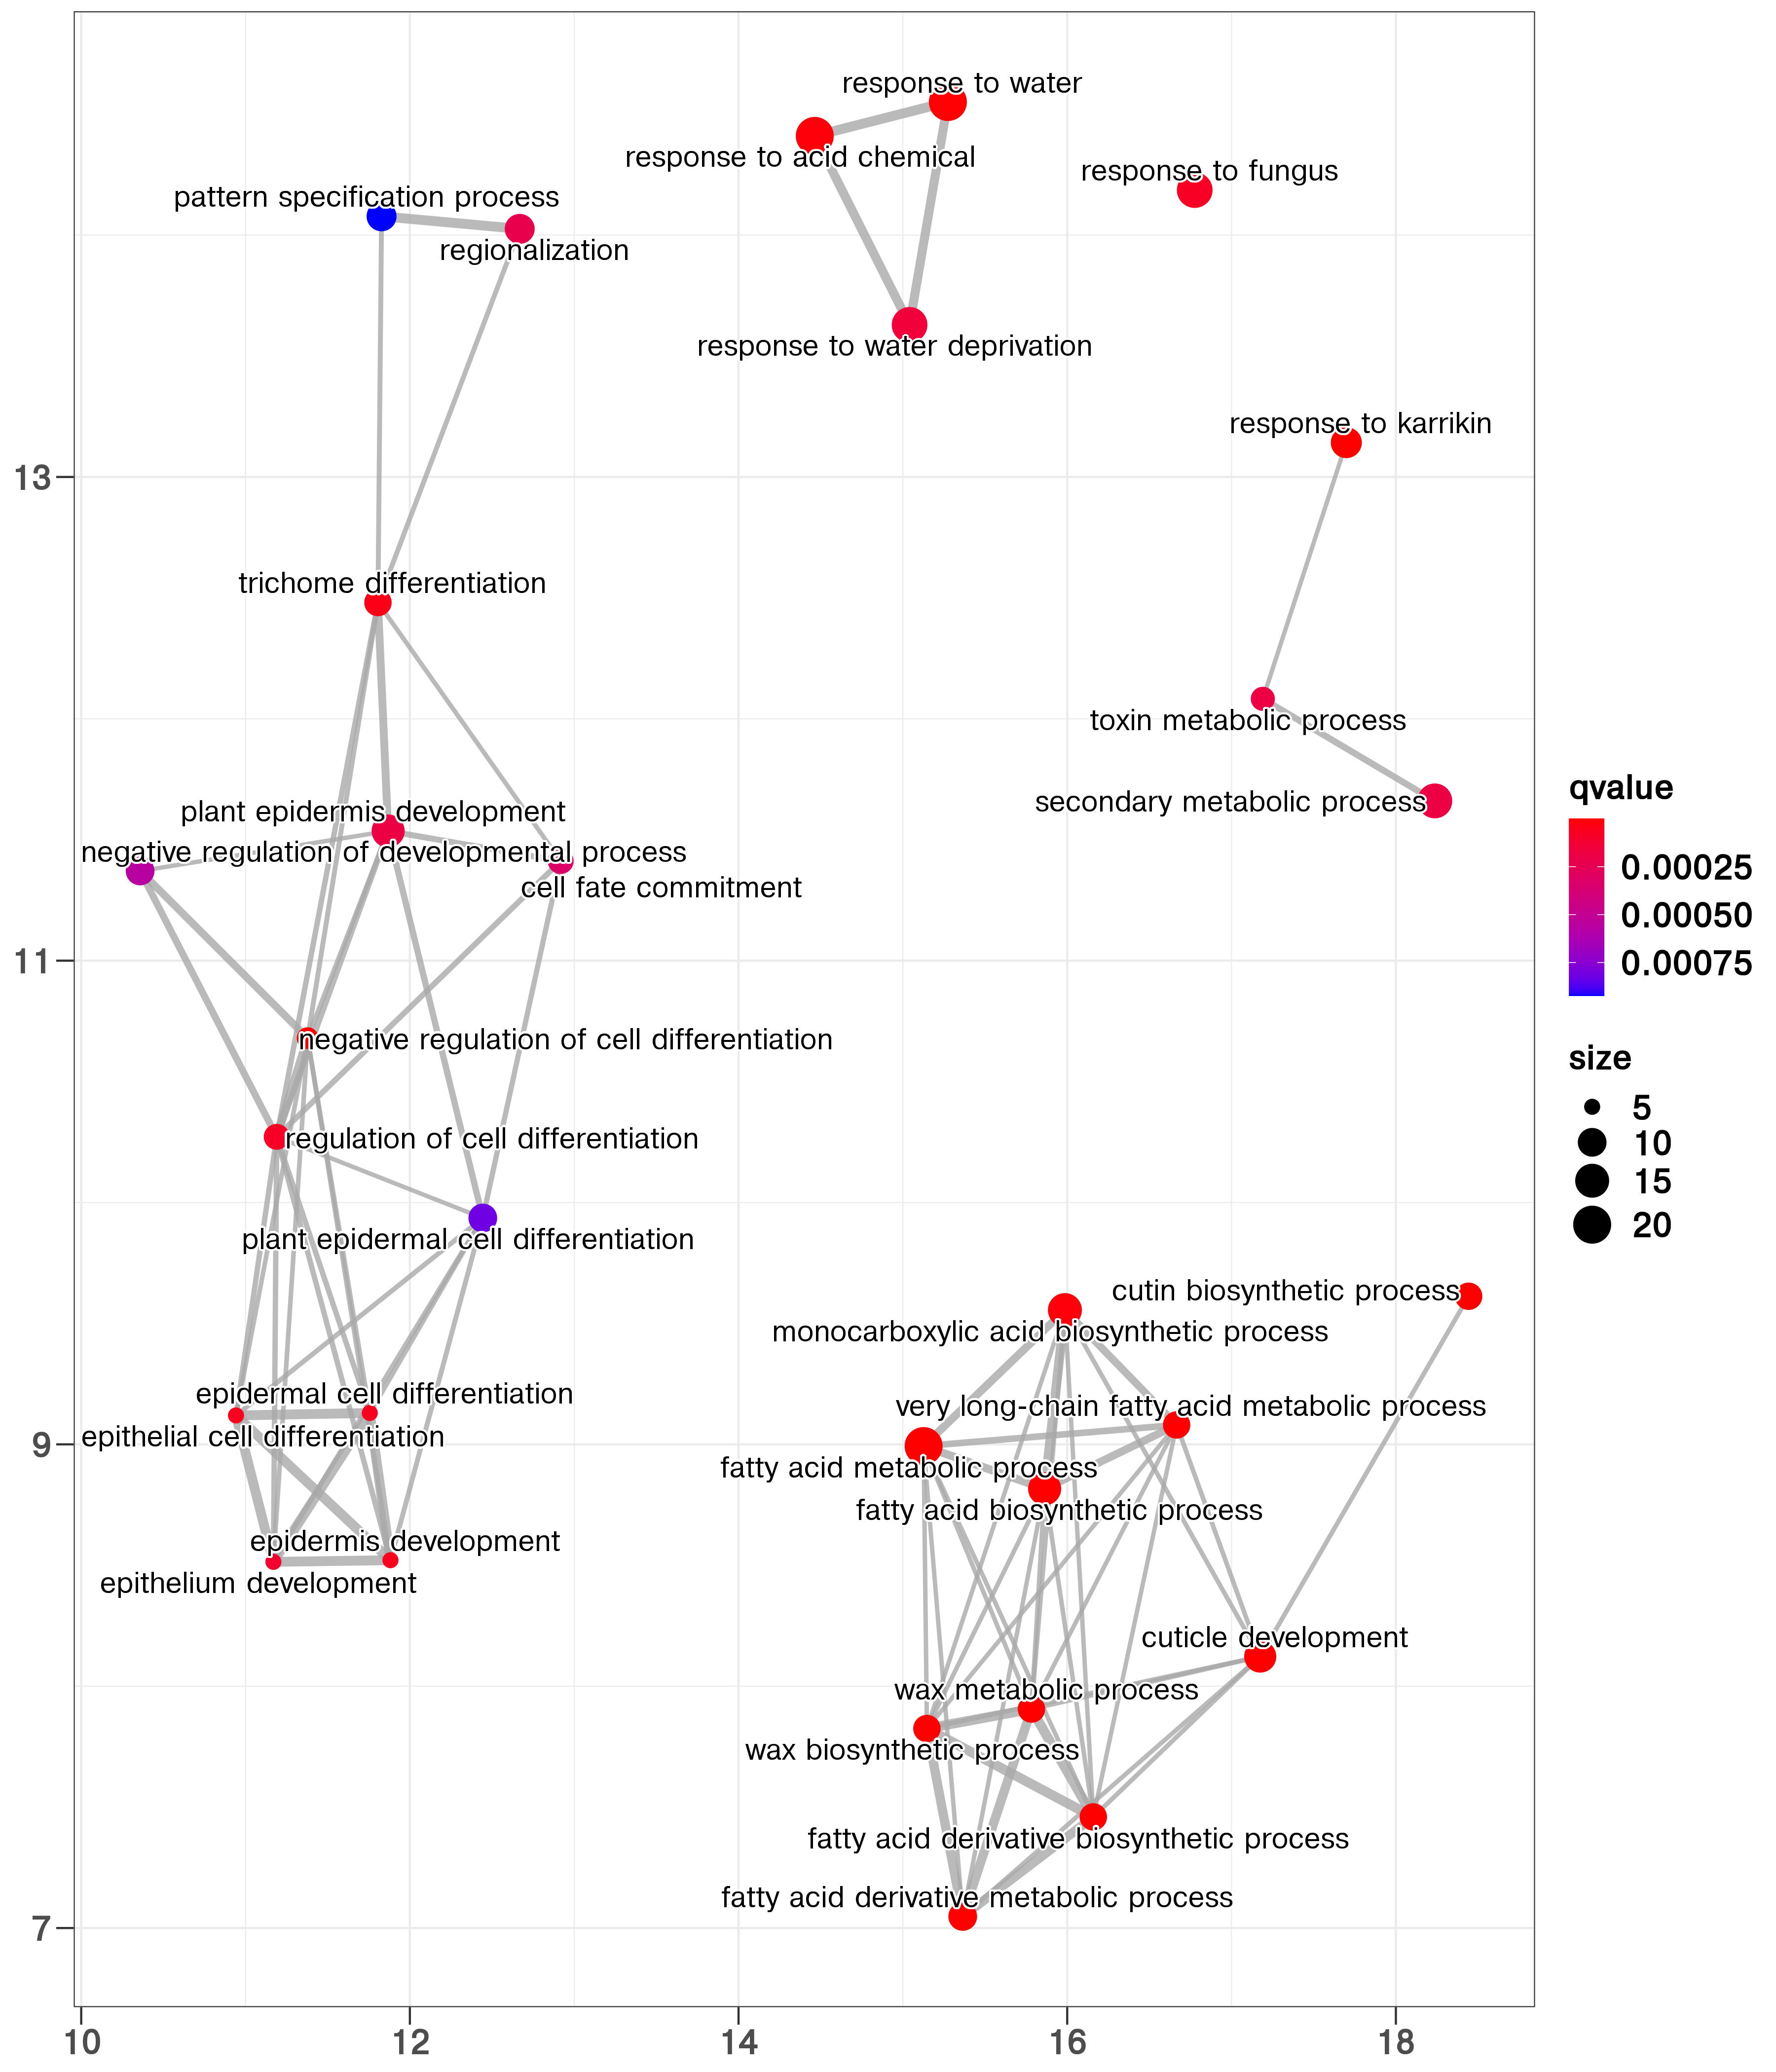 response to water
response to acid chemical
response to fungus
pattern specification process
regionalization
response to water deprivation
response to karrikin
13
trichome differentiation
toxin metabolic process
secondary metabolic process
plant epidermis development
negative regulation of developmental process
cell fate commitment
11
negative regulation of cell differentiation
regulation of cell differentiation
plant epidermal cell differentiation
cutin biosynthetic process
monocarboxylic acid biosynthetic process
epidermal cell differentiation
very long-chain fatty acid metabolic process
epithelial cell differentiation
9
fatty acid metabolic process
fatty acid biosynthetic process
epidermis development
epithelium development
cuticle development
wax metabolic process
wax biosynthetic process
fatty acid derivative biosynthetic process
fatty acid derivative metabolic process
7
10 12 14 16 18
qvalue
0.00025
0.00050
0.00075
size
5
10
15
20